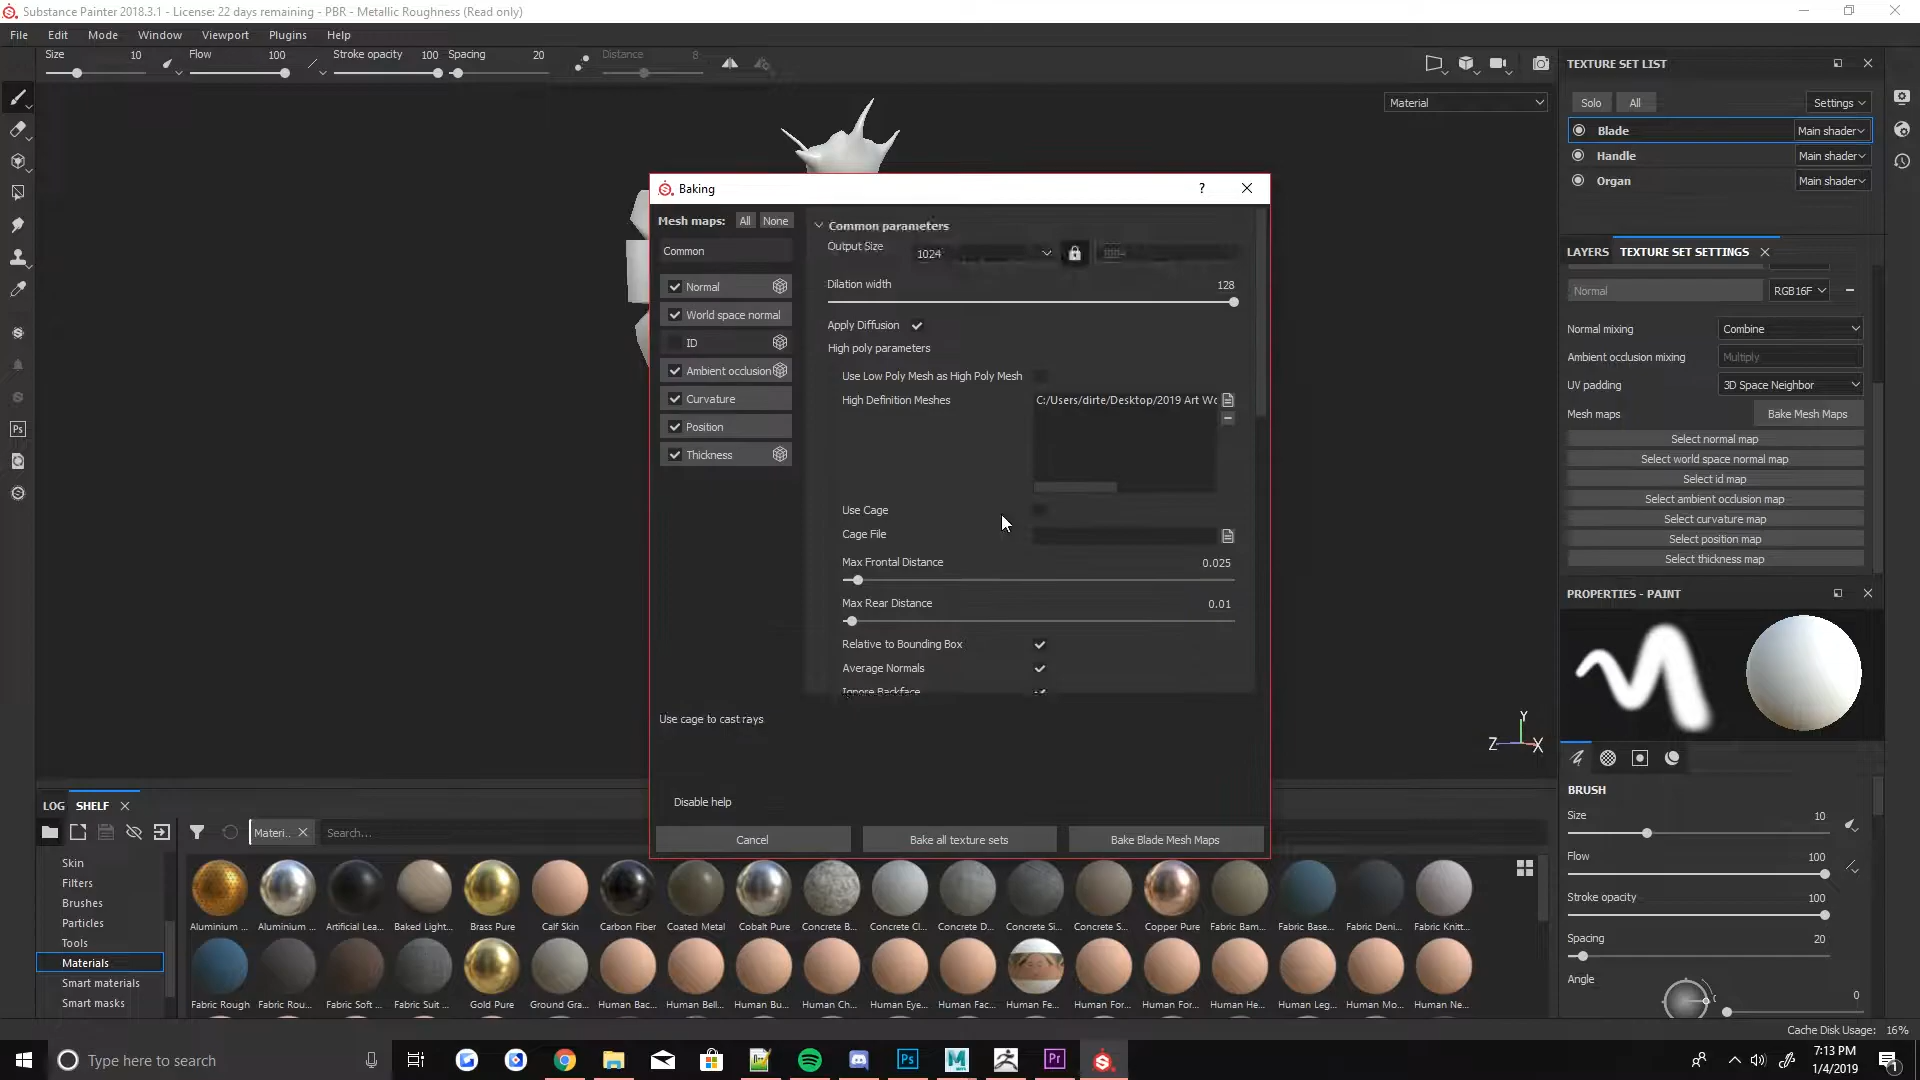 Substance Painter 2018.3.1 - License: 22 days remaining - PBR - Metallic Roughness (Read only)
File Edit Mode Window Viewport Plugins Help
Size 10 Flow 100 Stroke opacity 100 Spacing 20 Distance 8
Material
TEXTURE SET LIST
Solo All Settings
Blade Main shader
Handle Main shader
Organ Main shader
LAYERS TEXTURE SET SETTINGS
Normal RGB16F
Normal mixing Combine
Ambient occlusion mixing Multiply
UV padding 3D Space Neighbor
Mesh maps Bake Mesh Maps
Select normal map
Select world space normal map
Select id map
Select ambient occlusion map
Select curvature map
Select position map
Select thickness map
PROPERTIES - PAINT
BRUSH
Size 10
Flow 100
Stroke opacity 100
Spacing 20
Angle 0
Baking ?
Mesh maps: All None
Common
Normal
World space normal
ID
Ambient occlusion
Curvature
Position
Thickness
Common parameters
Output Size 1024
Dilation width 128
Apply Diffusion
High poly parameters
Use Low Poly Mesh as High Poly Mesh
High Definition Meshes C:/Users/dirte/Desktop/2019 Art Wo
Use Cage
Cage File
Max Frontal Distance 0.025
Max Rear Distance 0.01
Relative to Bounding Box
Average Normals
Ignore Backface
Use cage to cast rays
Disable help
Cancel Bake all texture sets Bake Blade Mesh Maps
Y
Z X
LOG SHELF
Materi... Search...
Skin
Filters
Brushes
Particles
Tools
Materials
Smart materials
Smart masks
Aluminium ... Aluminium ... Artificial Lea... Baked Light... Brass Pure Calf Skin Carbon Fiber Coated Metal Cobalt Pure Concrete B... Concrete Cl... Concrete D... Concrete Si... Concrete S... Copper Pure Fabric Bam... Fabric Base... Fabric Deni... Fabric Knitt...
Fabric Rough Fabric Rou... Fabric Soft ... Fabric Suit ... Gold Pure Ground Gra... Human Bac... Human Bell... Human Bu... Human Ch... Human Eye... Human Fac... Human Fe... Human For... Human For... Human He... Human Leg... Human Mo... Human Ne...
Cache Disk Usage: 16%
Type here to search
Ps
Pr
7:13 PM
1/4/2019
1